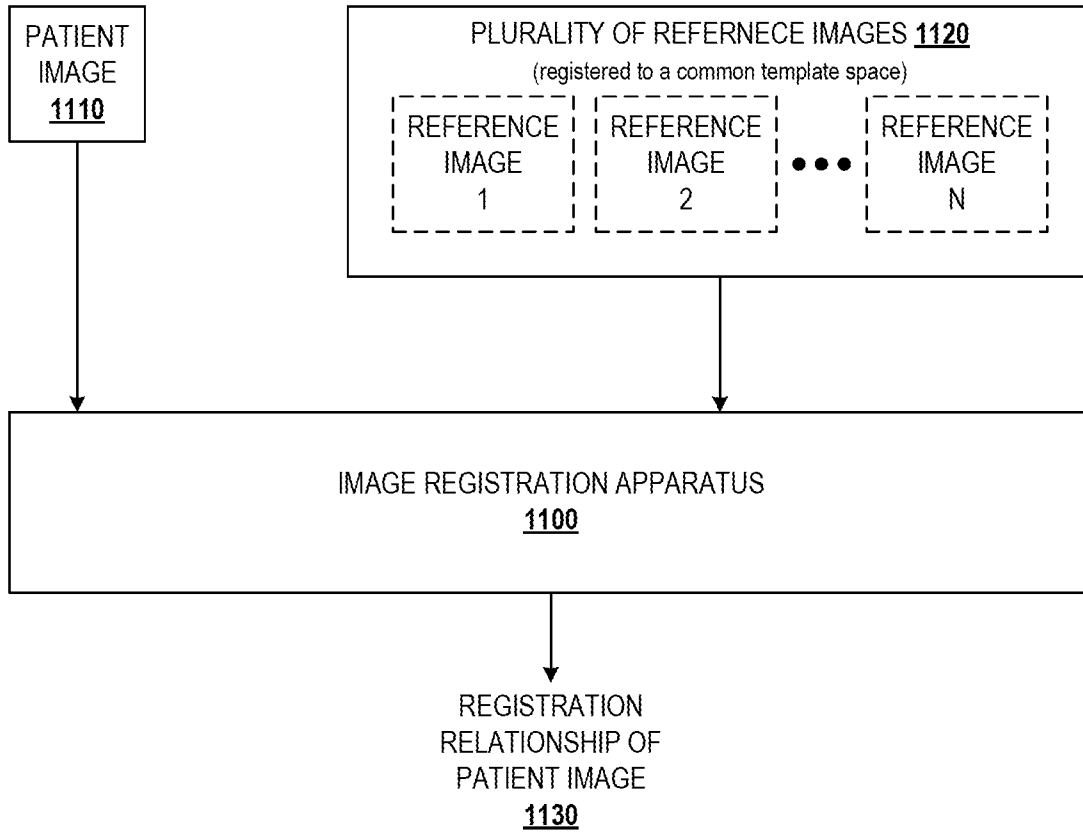 PATIENT
IMAGE
1110
PLURALITY OF REFERNECE IMAGES 1120
(registered to a common template space)
REFERENCE
IMAGE
1
REFERENCE
IMAGE
2
REFERENCE
IMAGE
N
IMAGE REGISTRATION APPARATUS
1100
REGISTRATION
RELATIONSHIP OF
PATIENT IMAGE
1130